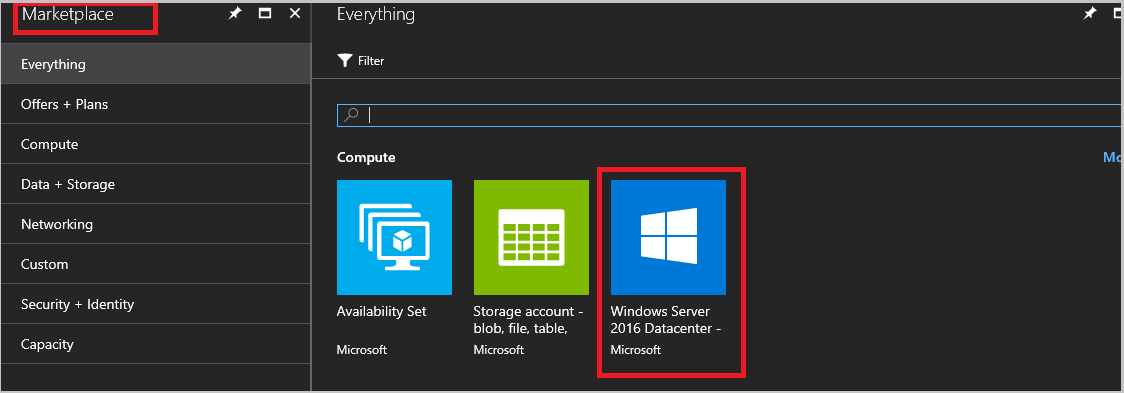 Marketplace
Everything
Offers + Plans
Compute
Data + Storage
Networking
Custom
Security + Identity
Capacity
Everything
Filter
Compute
Mo
Availability Set
Microsoft
Storage account -
blob, file, table,
Microsoft
Windows Server
2016 Datacenter -
Microsoft